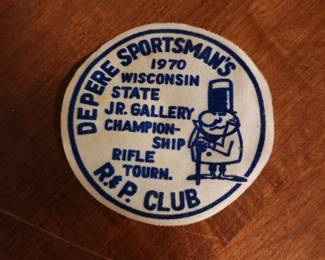 DEPERE SPORTSMAN'S
1970
WISCONSIN
STATE
JR. GALLERY
CHAMPION-
SHIP
RIFLE
TOURN.
R.&P. CLUB